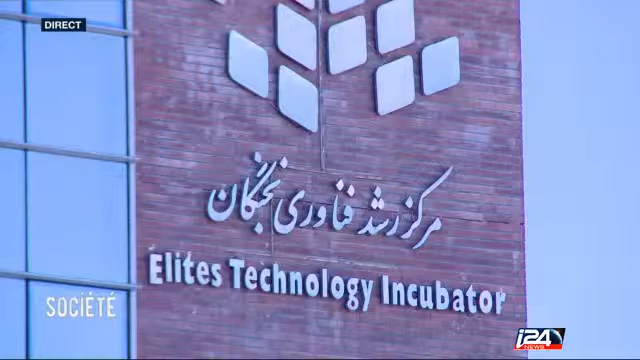 DIRECT
مرکز رشد فناوری نخبگان
Elites Technology Incubator
SOCIÉTÉ
i24
NEWS